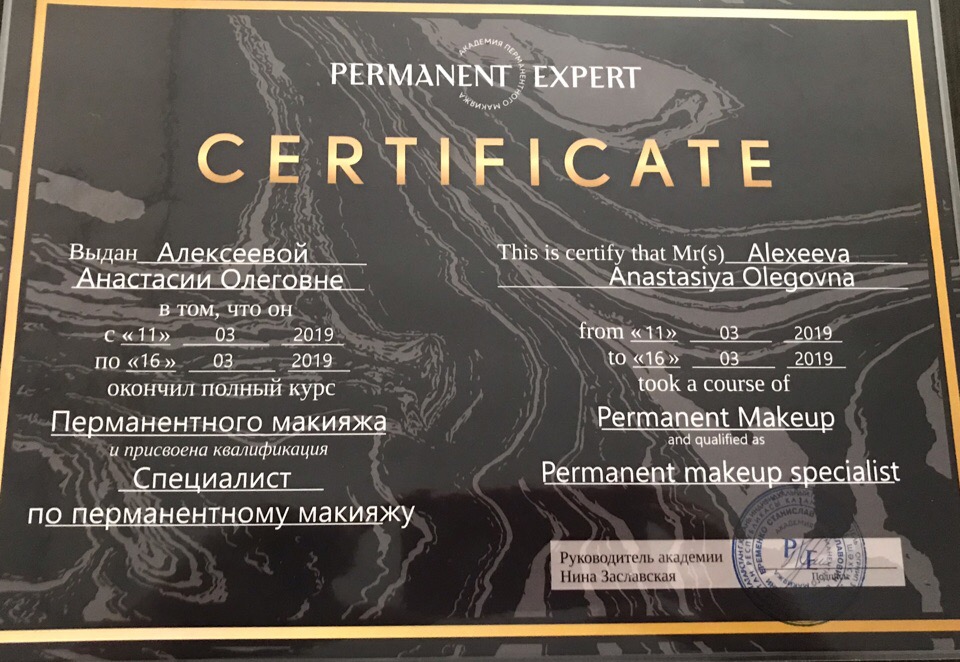 АКАДЕМИЯ ПЕРМАНЕНТНОГО МАКИЯЖА
PERMANENT EXPERT
CERTIFICATE
Выдан Алексеевой
Анастасии Олеговне
в том, что он
с «11» 03 2019
по «16» 03 2019
окончил полный курс
Перманентного макияжа
и присвоена квалификация
Специалист
по перманентному макияжу
This is certify that Mr(s) Alexeeva
Anastasiya Olegovna
from «11» 03 2019
to «16» 03 2019
took a course of
Permanent Makeup
and qualified as
Permanent makeup specialist
Руководитель академии
Нина Заславская
PE
Подпись